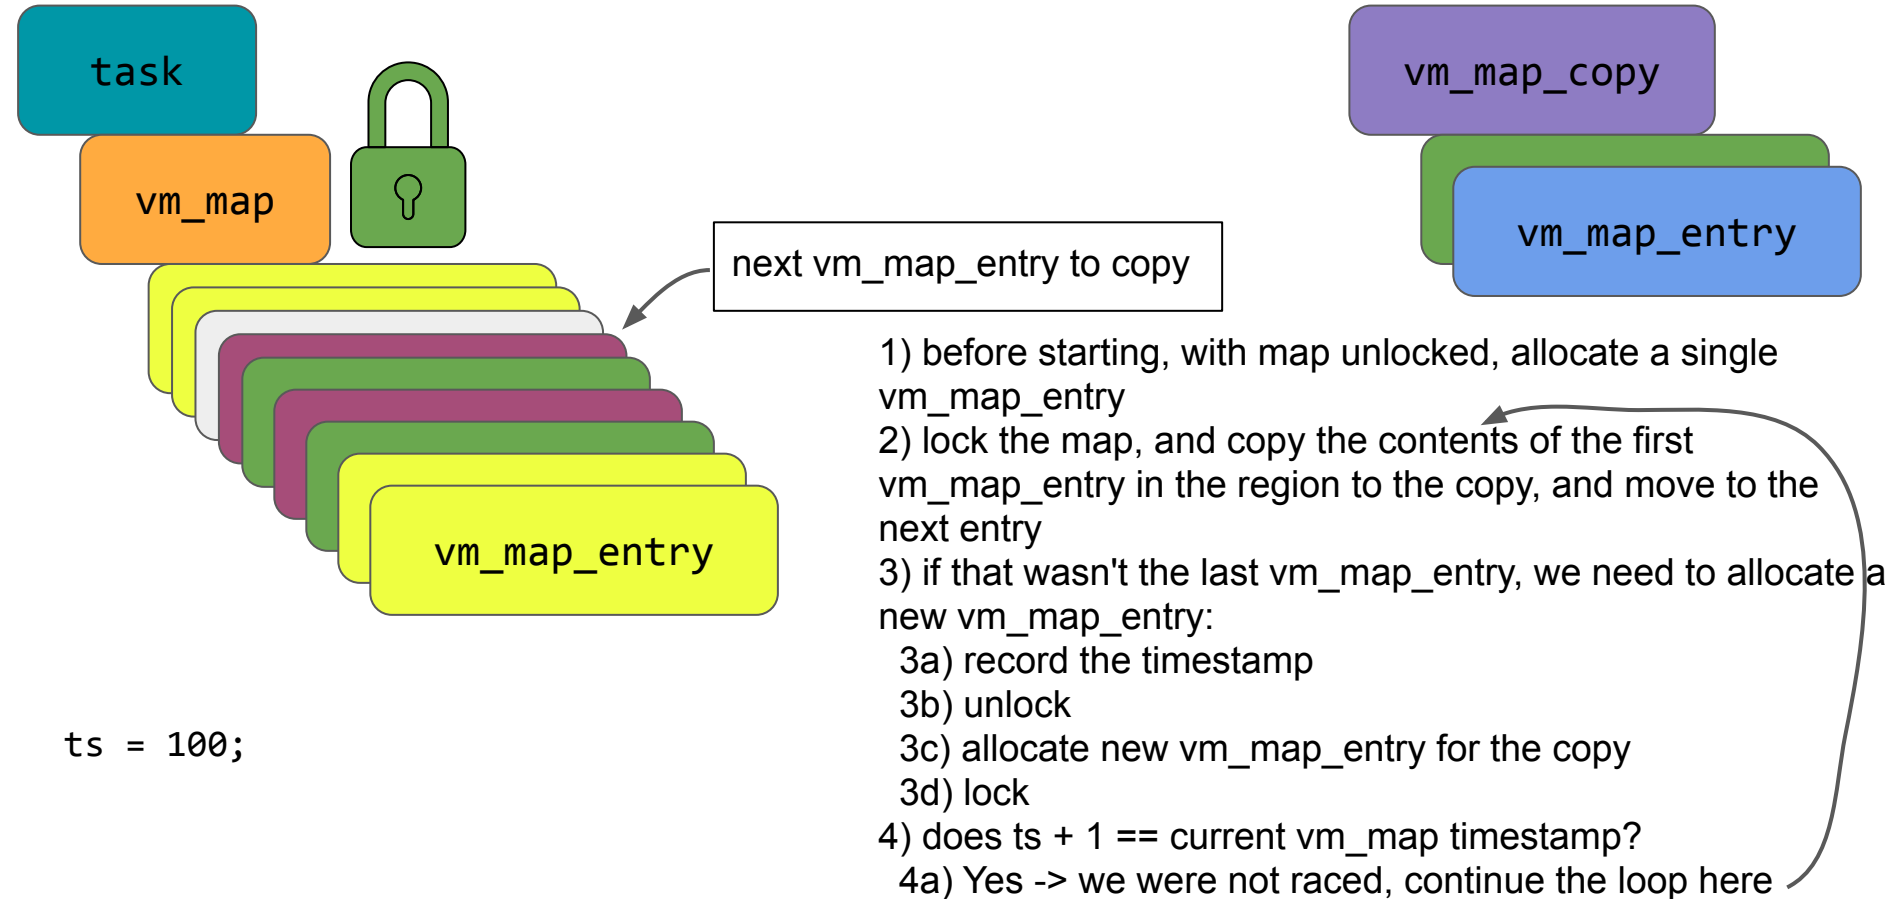 task
vm_map
vm_map_entry
ts = 100;
next vm_map_entry to copy
vm_map_copy
vm_map_entry
1) before starting, with map unlocked, allocate a single
vm_map_entry
2) lock the map, and copy the contents of the first
vm_map_entry in the region to the copy, and move to the
next entry
3) if that wasn't the last vm_map_entry, we need to allocate a
new vm_map_entry:
3a) record the timestamp
3b) unlock
3c) allocate new vm_map_entry for the copy
3d) lock
4) does ts + 1 == current vm_map timestamp?
4a) Yes -> we were not raced, continue the loop here